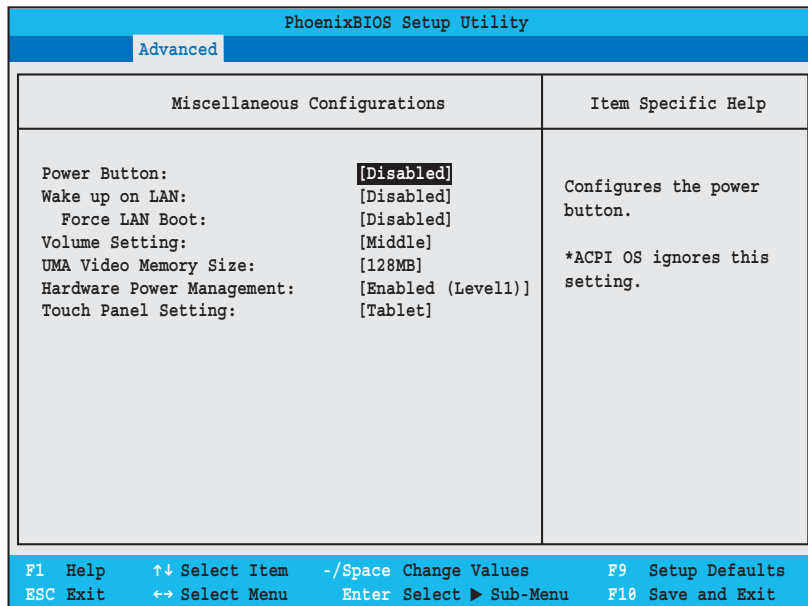 PhoenixBIOS Setup Utility
Advanced
Miscellaneous Configurations
Item Specific Help
Power Button: [Disabled]
Wake up on LAN: [Disabled]
Force LAN Boot: [Disabled]
Volume Setting: [Middle]
UMA Video Memory Size: [128MB]
Hardware Power Management: [Enabled (Level1)]
Touch Panel Setting: [Tablet]
Configures the power
button.
*ACPI OS ignores this
setting.
F1 Help ↑↓ Select Item -/Space Change Values F9 Setup Defaults
ESC Exit ←→ Select Menu Enter Select ▶ Sub-Menu F10 Save and Exit